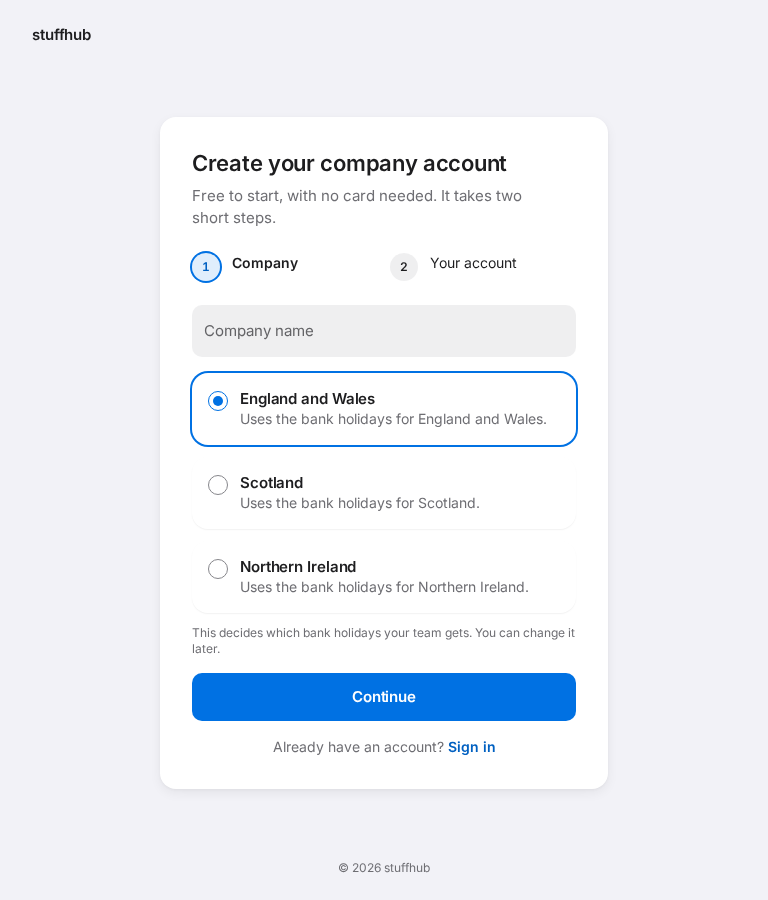 stuffhub
Create your company account
Free to start, with no card needed. It takes two
short steps.
1 Company
2 Your account
Company name
England and Wales
Uses the bank holidays for England and Wales.
Scotland
Uses the bank holidays for Scotland.
Northern Ireland
Uses the bank holidays for Northern Ireland.
This decides which bank holidays your team gets. You can change it
later.
Continue
Already have an account? Sign in
© 2026 stuffhub